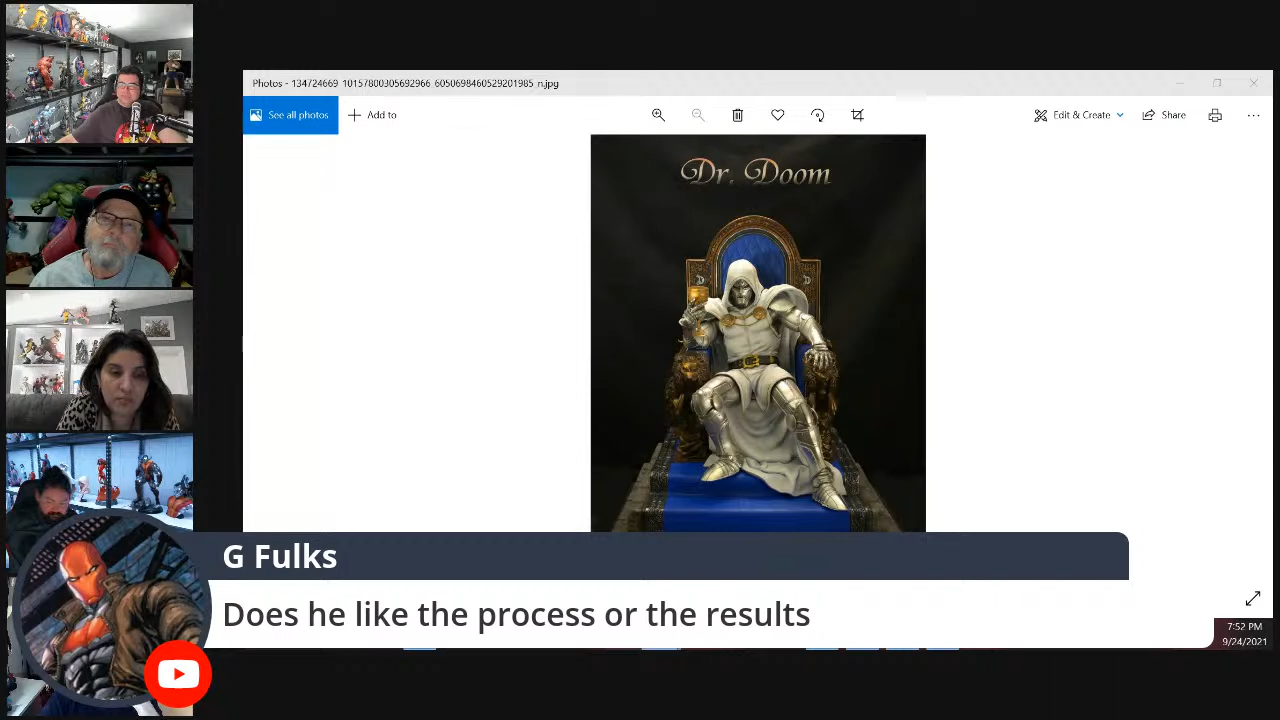 Photos - 134724669_10157800305692966_6050698460529201985_n.jpg
See all photos
Add to
Edit & Create
Share
Dr. Doom
D
D
G Fulks
Does he like the process or the results
7:52 PM
9/24/2021